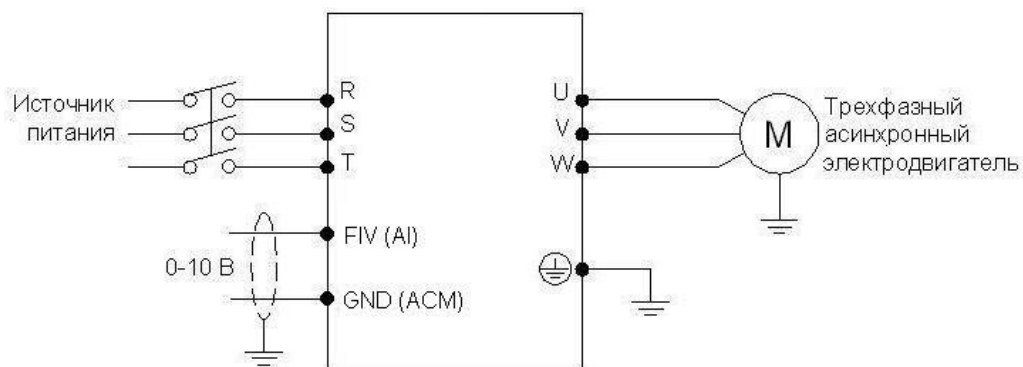 Источник
питания
R
S
T
FIV (AI)
0-10 В
GND (ACM)
U
V
W
M
Трехфазный
асинхронный
электродвигатель